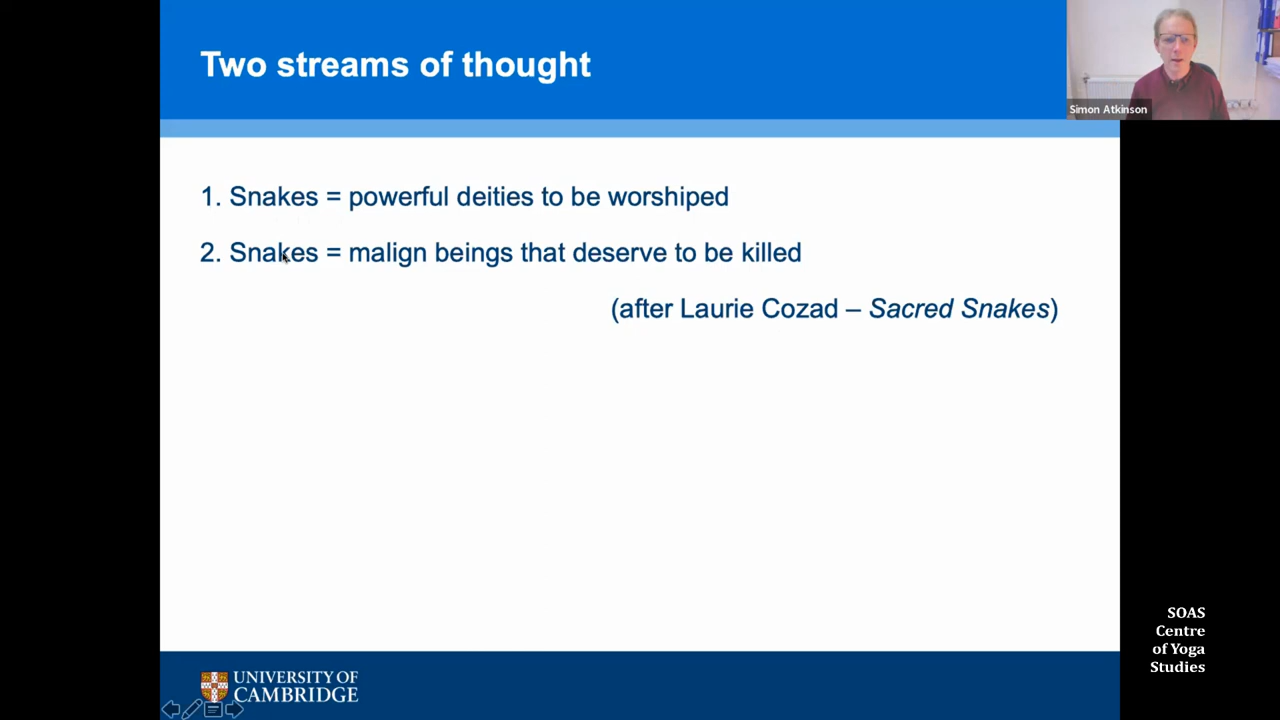 Two streams of thought
Simon Atkinson
1. Snakes = powerful deities to be worshiped
2. Snakes = malign beings that deserve to be killed
(after Laurie Cozad – Sacred Snakes)
SOAS
Centre
of Yoga
Studies
UNIVERSITY OF
CAMBRIDGE